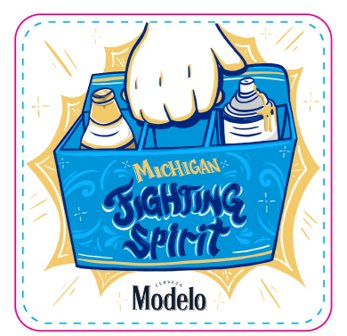 MICHIGAN
FIGHTING
Spirit
CERVEZA
Modelo